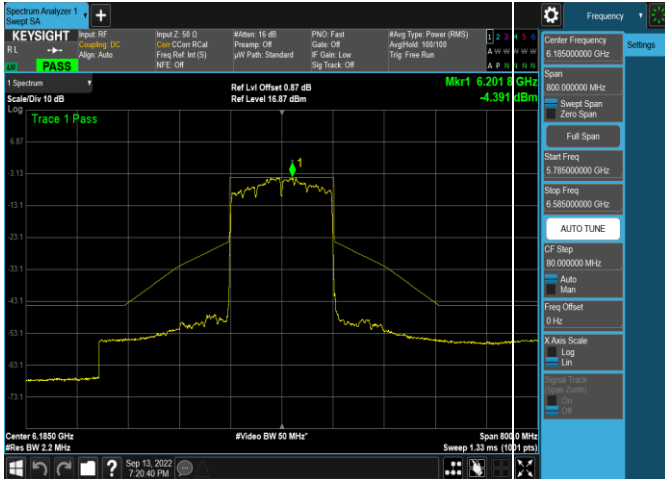 Spectrum Analyzer 1
Swept SA
+
Frequency
KEYSIGHT
Input: RF
Input Z: 50 Ω
#Atten: 16 dB
PNO: Fast
#Avg Type: Power (RMS)
1 2 3 4 5 6
RL
Coupling: DC
Corr CCorr RCal
Preamp: Off
Gate: Off
Avg|Hold: 100/100
A W W W W W
Align: Auto
Freq Ref: Int (S)
µW Path: Standard
IF Gain: Low
Trig: Free Run
LV
PASS
NFE: Off
Sig Track: Off
A P N N N N
1 Spectrum
Ref Lvl Offset 0.87 dB
Mkr1 6.201 8 GHz
Scale/Div 10 dB
Ref Level 16.87 dBm
-4.391 dBm
Log
Trace 1 Pass
1
6.87
-3.13
-13.1
-23.1
-33.1
-43.1
-53.1
-63.1
-73.1
Center 6.1850 GHz
#Video BW 50 MHz*
Span 800.0 MHz
#Res BW 2.2 MHz
Sweep 1.33 ms (1001 pts)
Sep 13, 2022
7:20:40 PM
?
Center Frequency
6.185000000 GHz
Settings
Span
800.000000 MHz
Swept Span
Zero Span
Full Span
Start Freq
5.785000000 GHz
Stop Freq
6.585000000 GHz
AUTO TUNE
CF Step
80.000000 MHz
Auto
Man
Freq Offset
0 Hz
X Axis Scale
Log
Lin
Signal Track
(Span Zoom)
On
Off